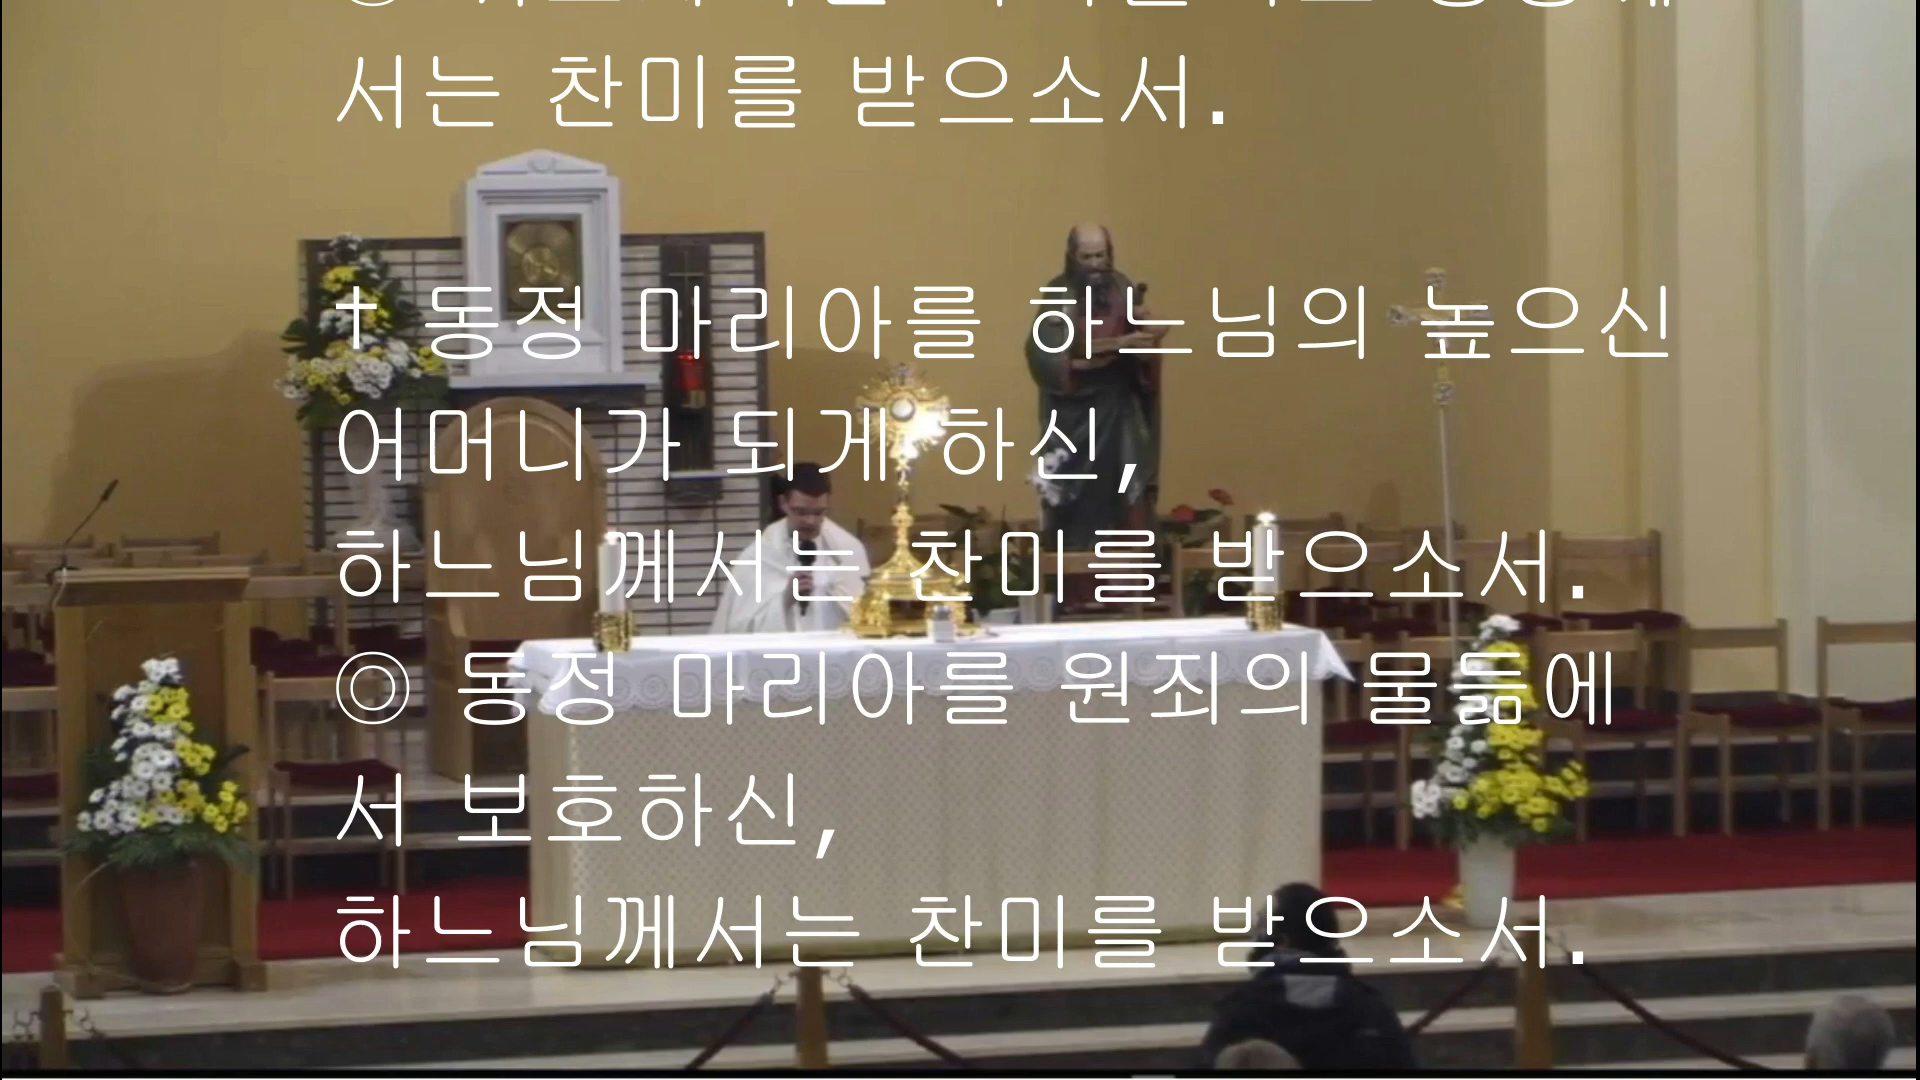 서는 찬미를 받으소서.
† 동정 마리아를 하느님의 높으신
어머니가 되게 하신,
하느님께서는 찬미를 받으소서.
◎ 동정 마리아를 원죄의 물듦에
서 보호하신,
하느님께서는 찬미를 받으소서.